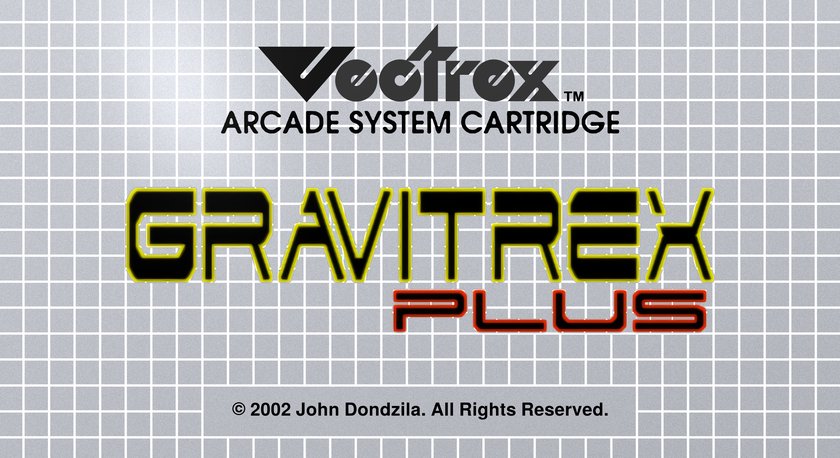 Vectrex™
ARCADE SYSTEM CARTRIDGE
GRAVITREX
PLUS
© 2002 John Dondzila. All Rights Reserved.